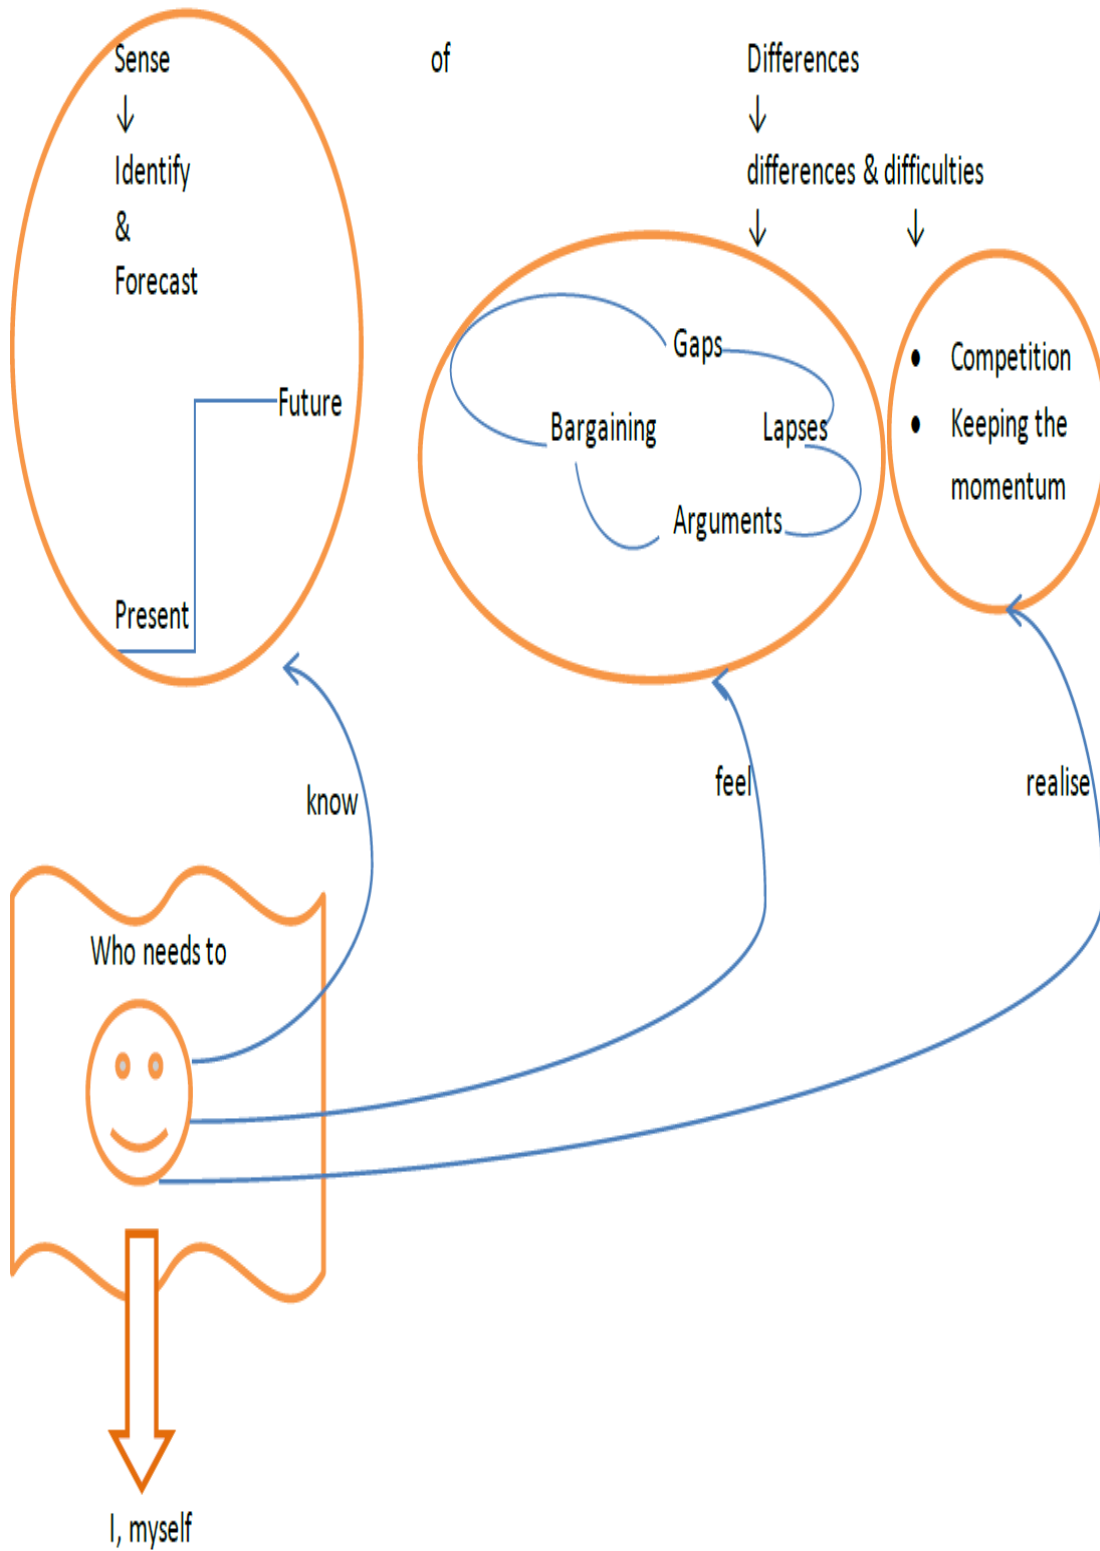 Sense of Differences
↓ ↓
Identify differences & difficulties
& ↓ ↓
Forecast
Gaps
• Competition
Future
Bargaining Lapses • Keeping the
momentum
Arguments
Present
know feel realise
Who needs to
I, myself